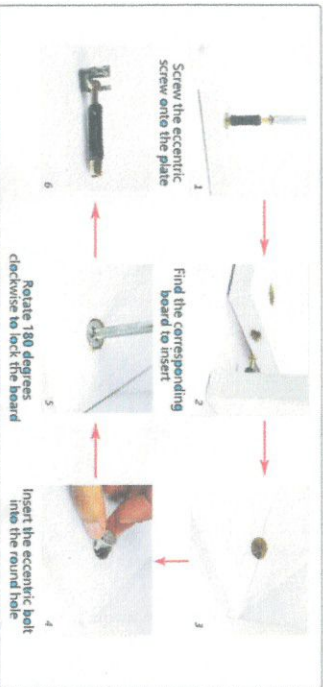 Screw the eccentric
screw onto the plate
1
Find the corresponding
board to insert
2
3
Insert the eccentric bolt
into the round hole
4
Rotate 180 degrees
clockwise to lock the board
5
6